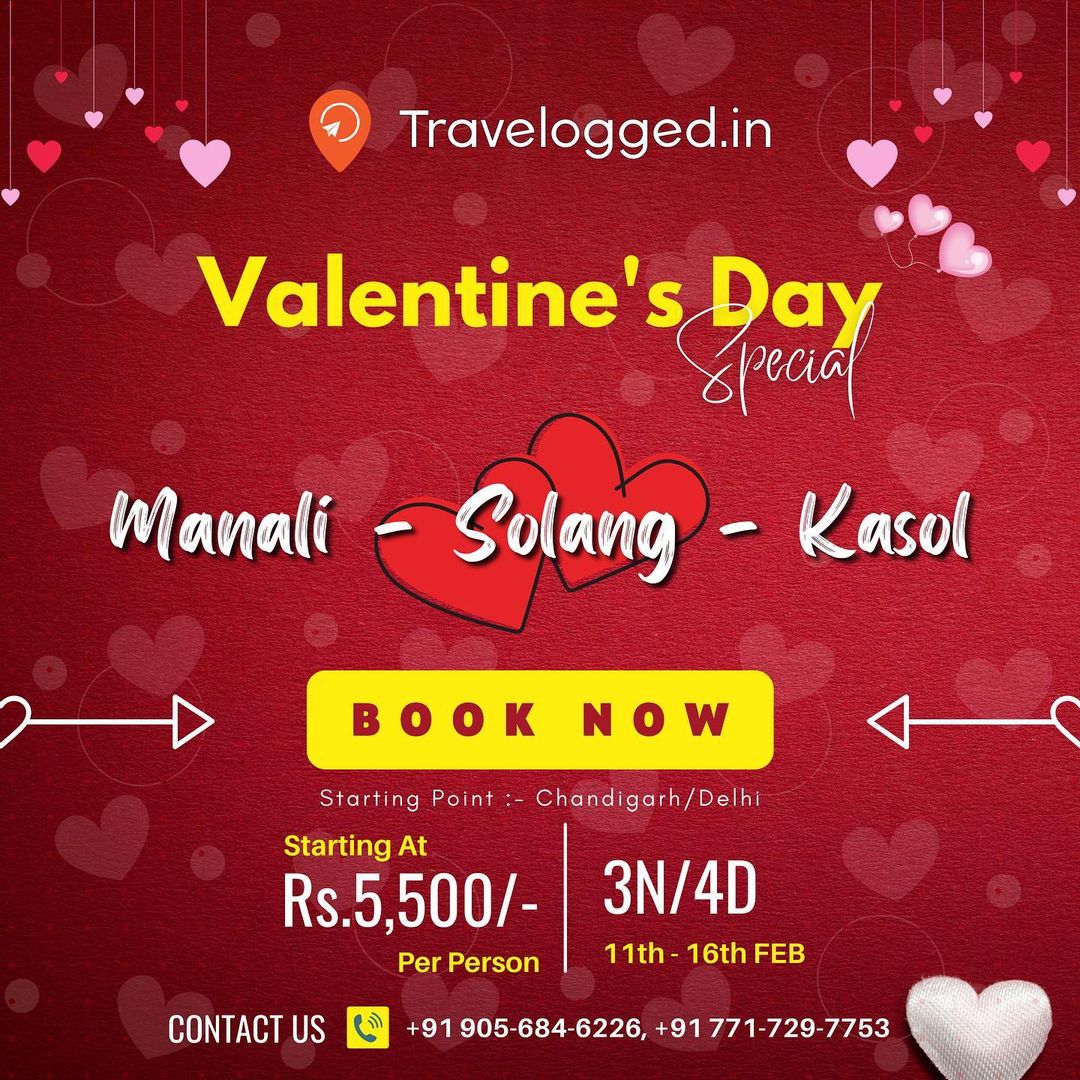 Travelogged.in
Valentine's Day
Special
Manali - Solang - Kasol
BOOK NOW
Starting Point :- Chandigarh/Delhi
Starting At
Rs.5,500/-
Per Person
3N/4D
11th - 16th FEB
CONTACT US +91 905-684-6226, +91 771-729-7753